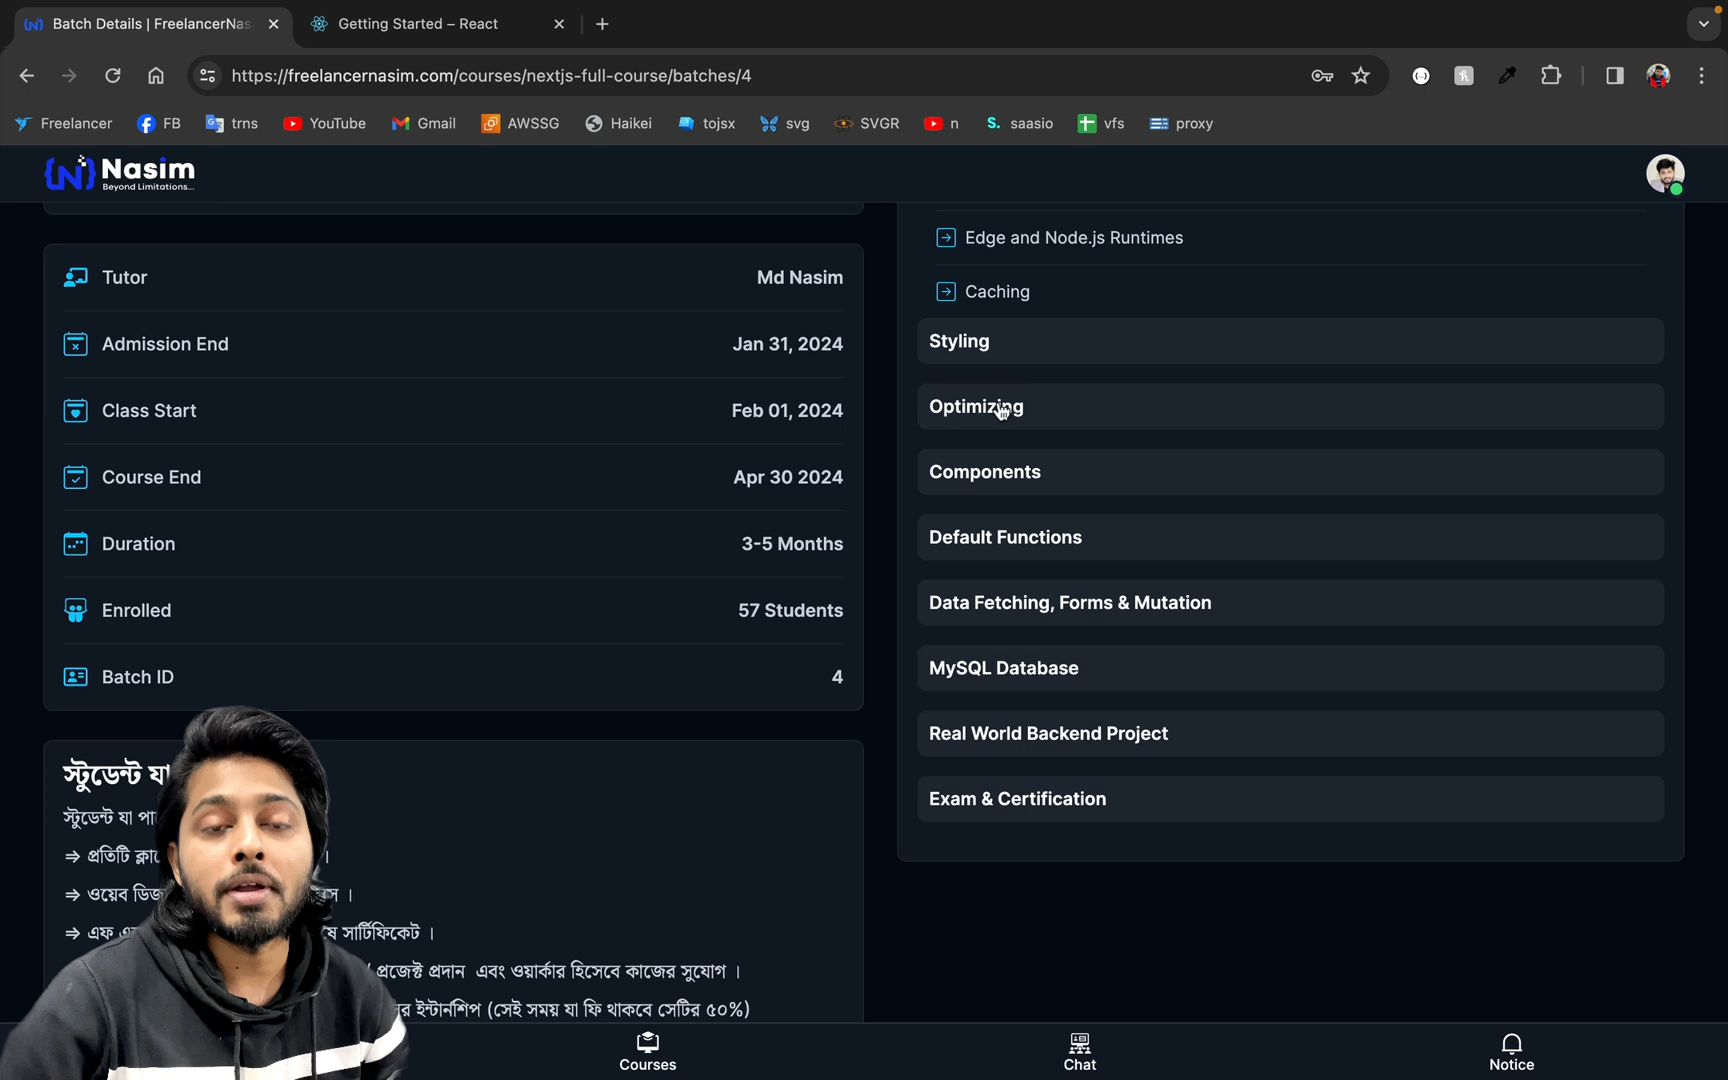 Batch Details | FreelancerNas
Getting Started – React
https://freelancernasim.com/courses/nextjs-full-course/batches/4
Freelancer
FB
trns
YouTube
Gmail
AWSSG
Haikei
tojsx
svg
SVGR
n
S. saasio
vfs
proxy
{N} Nasim
Beyond Limitations...
Tutor Md Nasim
Admission End Jan 31, 2024
Class Start Feb 01, 2024
Course End Apr 30 2024
Duration 3-5 Months
Enrolled 57 Students
Batch ID 4
স্টুডেন্ট যা
স্টুডেন্ট যা
⇒ প্রতিটি
⇒ ওয়েব
⇒ এফ
সার্টিফিকেট ।
প্রজেক্ট প্রদান এবং ওয়ার্কার হিসেবে কাজের সুযোগ ।
ইন্টার্নশিপ (সেই সময় যা ফি থাকবে সেটির ৫০%)
Edge and Node.js Runtimes
Caching
Styling
Optimizing
Components
Default Functions
Data Fetching, Forms & Mutation
MySQL Database
Real World Backend Project
Exam & Certification
Courses
Chat
Notice